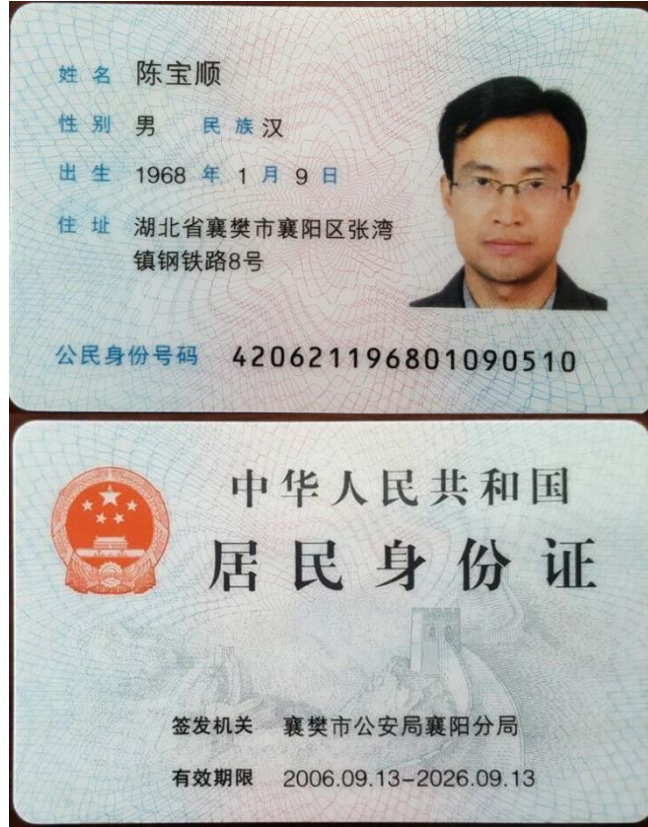 姓名 陈宝顺
性别 男 民族 汉
出生 1968 年 1 月 9 日
住址 湖北省襄樊市襄阳区张湾
镇钢铁路8号
公民身份号码 420621196801090510
中华人民共和国
居民身份证
签发机关 襄樊市公安局襄阳分局
有效期限 2006.09.13-2026.09.13